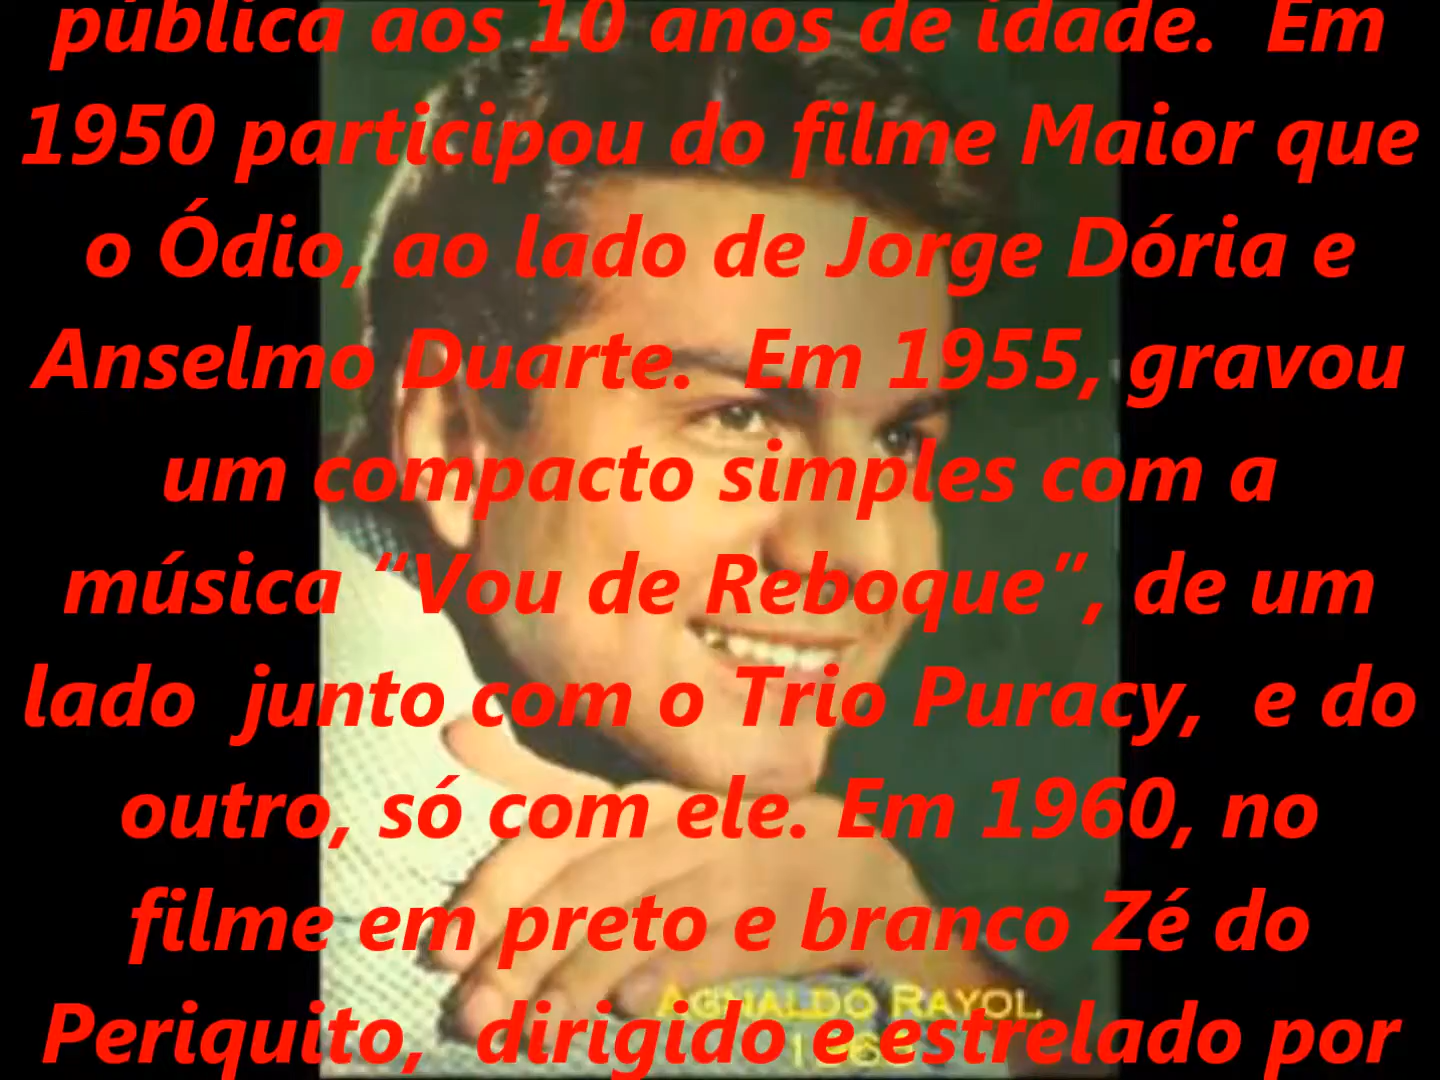 pública aos 10 anos de idade. Em
1950 participou do filme Maior que
o Ódio, ao lado de Jorge Dória e
Anselmo Duarte. Em 1955, gravou
um compacto simples com a
música “Vou de Reboque”, de um
lado junto com o Trio Puracy, e do
outro, só com ele. Em 1960, no
filme em preto e branco Zé do
AGNALDO RAYOL
Periquito, dirigido e estrelado por